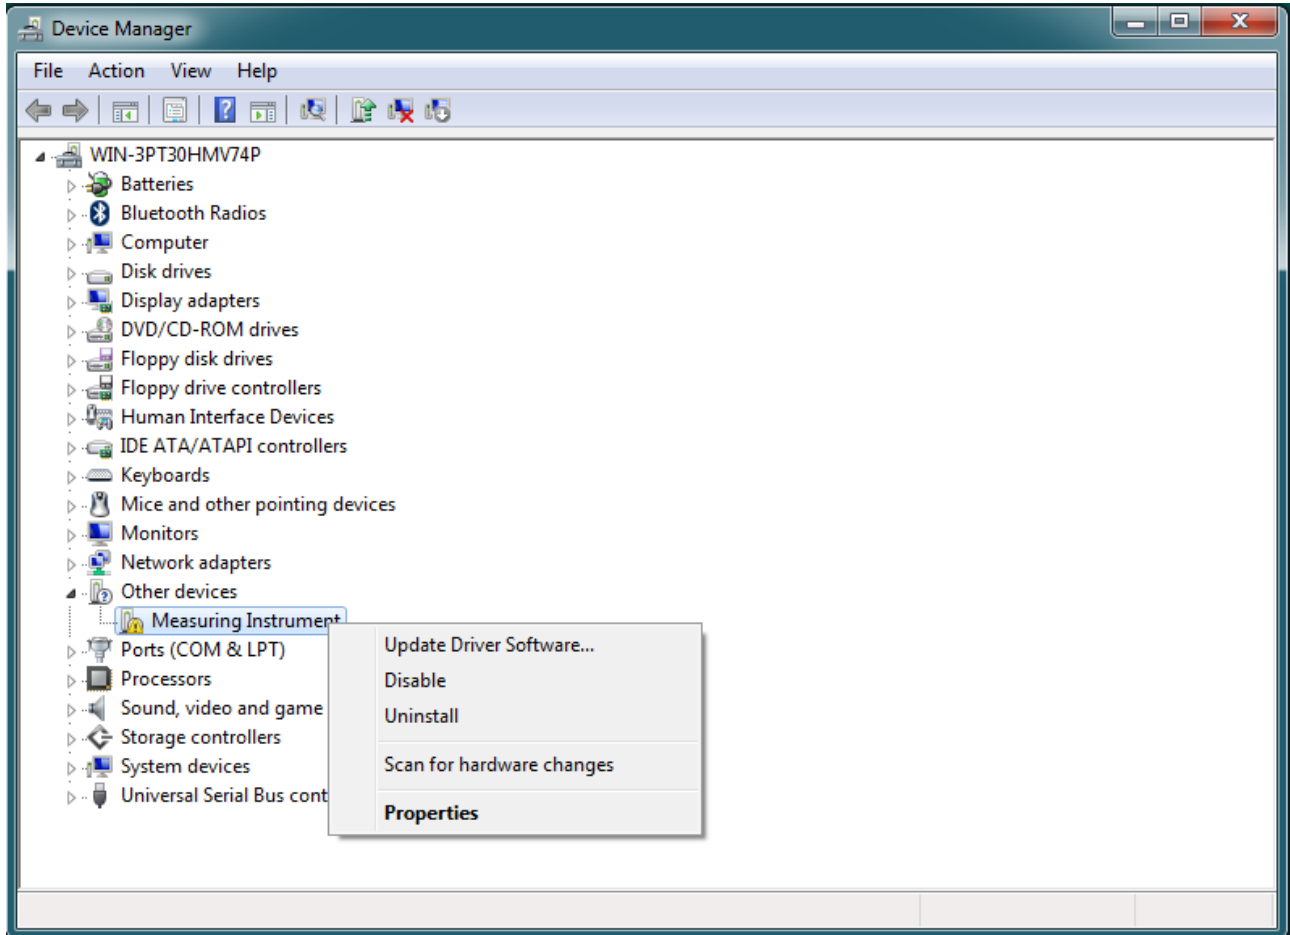 Device Manager
File Action View Help
WIN-3PT30HMV74P
Batteries
Bluetooth Radios
Computer
Disk drives
Display adapters
DVD/CD-ROM drives
Floppy disk drives
Floppy drive controllers
Human Interface Devices
IDE ATA/ATAPI controllers
Keyboards
Mice and other pointing devices
Monitors
Network adapters
Other devices
Measuring Instrument
Ports (COM & LPT)
Processors
Sound, video and game
Storage controllers
System devices
Universal Serial Bus cont
Update Driver Software...
Disable
Uninstall
Scan for hardware changes
Properties